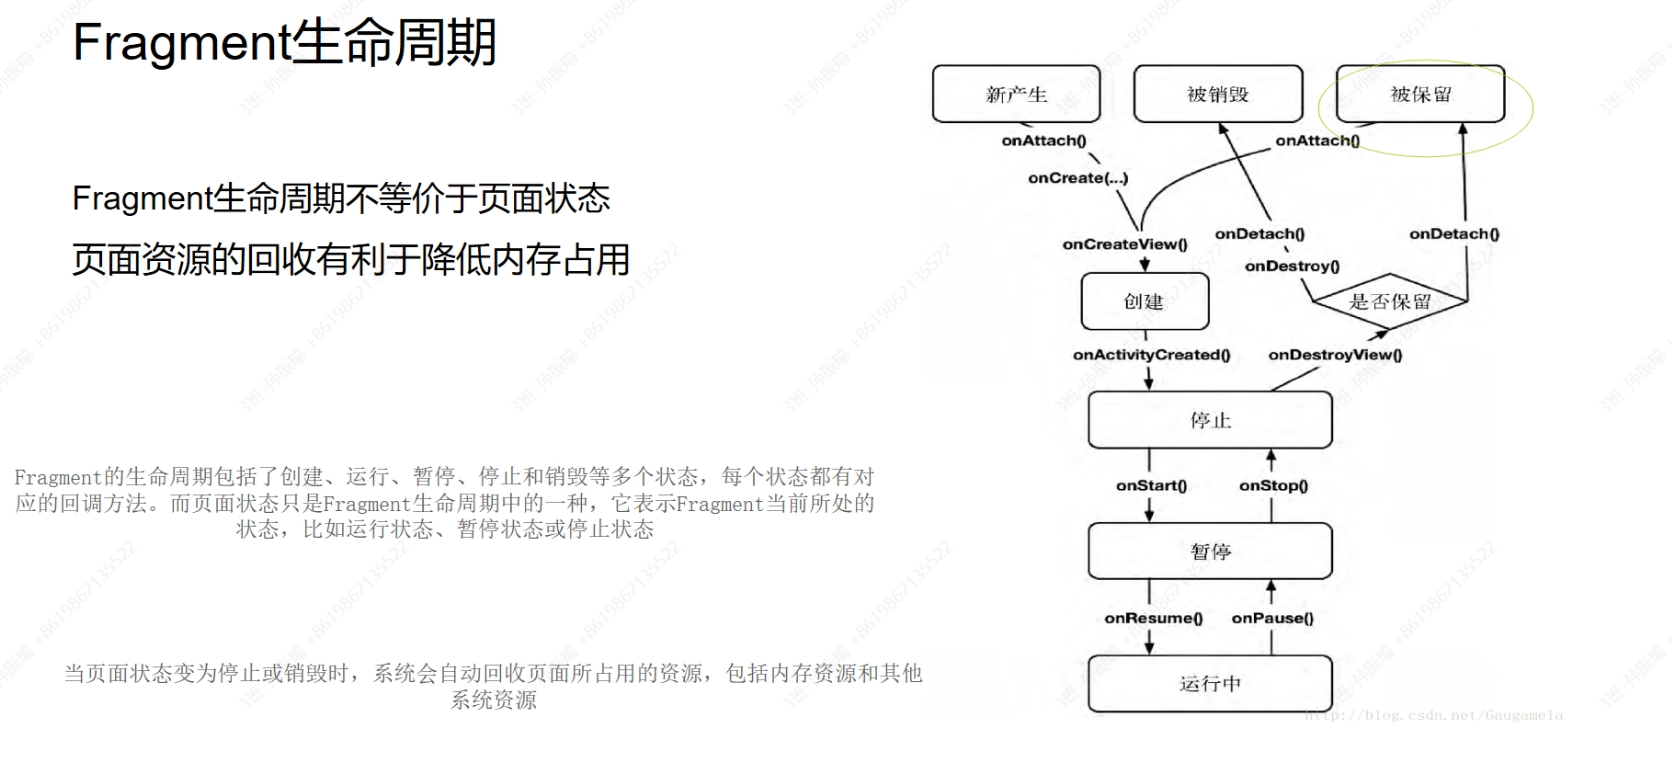 Fragment生命周期
Fragment生命周期不等价于页面状态
页面资源的回收有利于降低内存占用
Fragment的生命周期包括了创建、运行、暂停、停止和销毁等多个状态，每个状态都有对
应的回调方法。而页面状态只是Fragment生命周期中的一种，它表示Fragment当前所处的
状态，比如运行状态、暂停状态或停止状态
当页面状态变为停止或销毁时，系统会自动回收页面所占用的资源，包括内存资源和其他
系统资源
新产生
被销毁
被保留
onAttach()
onAttach()
onCreate(...)
onCreateView()
onDetach()
onDetach()
onDestroy()
创建
是否保留
onActivityCreated()
onDestroyView()
停止
onStart()
onStop()
暂停
onResume()
onPause()
运行中
http://blog.csdn.net/Gaugamela
3班-孙振瑜 +8619862135522